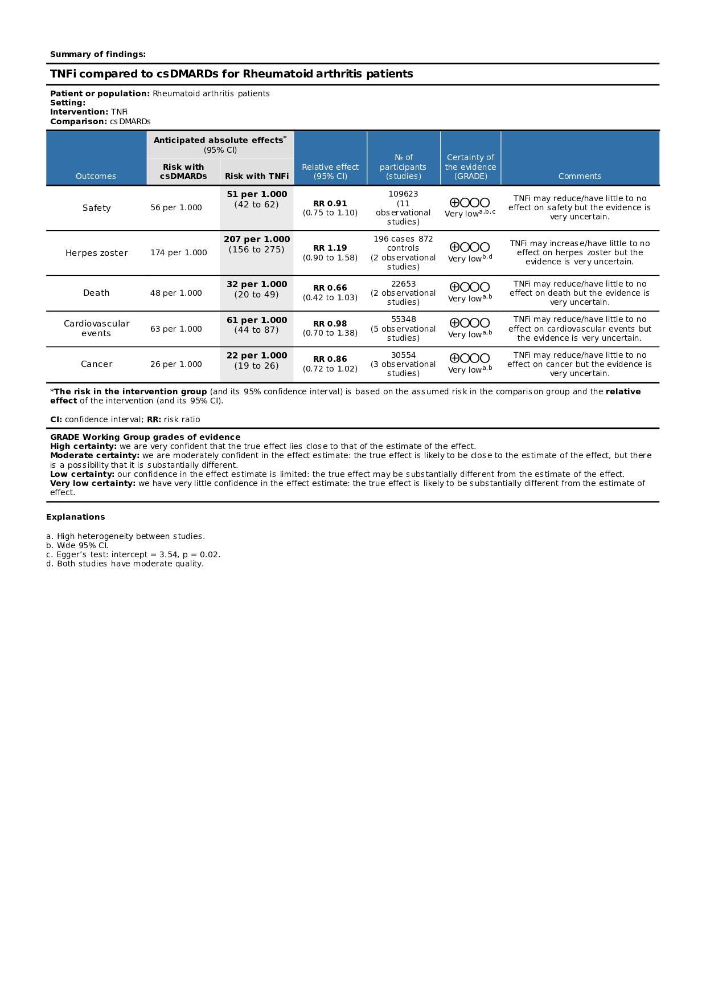 Summary of findings:
TNFi compared to csDMARDs for Rheumatoid arthritis patients
Patient or population: Rheumatoid arthritis patients
Setting:
Intervention: TNFi
Comparison: csDMARDs
Outcomes
Anticipated absolute effects*
(95% CI)
Risk with
csDMARDs
Risk with TNFi
Relative effect
(95% CI)
№ of
participants
(studies)
Certainty of
the evidence
(GRADE)
Comments
Safety
56 per 1.000
51 per 1.000
(42 to 62)
RR 0.91
(0.75 to 1.10)
109623
(11
observational
studies)
⨁◯◯◯
Very lowa,b,c
TNFi may reduce/have little to no
effect on safety but the evidence is
very uncertain.
Herpes zoster
174 per 1.000
207 per 1.000
(156 to 275)
RR 1.19
(0.90 to 1.58)
196 cases 872
controls
(2 observational
studies)
⨁◯◯◯
Very lowb,d
TNFi may increase/have little to no
effect on herpes zoster but the
evidence is very uncertain.
Death
48 per 1.000
32 per 1.000
(20 to 49)
RR 0.66
(0.42 to 1.03)
22653
(2 observational
studies)
⨁◯◯◯
Very lowa,b
TNFi may reduce/have little to no
effect on death but the evidence is
very uncertain.
Cardiovascular
events
63 per 1.000
61 per 1.000
(44 to 87)
RR 0.98
(0.70 to 1.38)
55348
(5 observational
studies)
⨁◯◯◯
Very lowa,b
TNFi may reduce/have little to no
effect on cardiovascular events but
the evidence is very uncertain.
Cancer
26 per 1.000
22 per 1.000
(19 to 26)
RR 0.86
(0.72 to 1.02)
30554
(3 observational
studies)
⨁◯◯◯
Very lowa,b
TNFi may reduce/have little to no
effect on cancer but the evidence is
very uncertain.
*The risk in the intervention group (and its 95% confidence interval) is based on the assumed risk in the comparison group and the relative
effect of the intervention (and its 95% CI).
CI: confidence interval; RR: risk ratio
GRADE Working Group grades of evidence
High certainty: we are very confident that the true effect lies close to that of the estimate of the effect.
Moderate certainty: we are moderately confident in the effect estimate: the true effect is likely to be close to the estimate of the effect, but there
is a possibility that it is substantially different.
Low certainty: our confidence in the effect estimate is limited: the true effect may be substantially different from the estimate of the effect.
Very low certainty: we have very little confidence in the effect estimate: the true effect is likely to be substantially different from the estimate of
effect.
Explanations
a. High heterogeneity between studies.
b. Wide 95% CI.
c. Egger’s test: intercept = 3.54, p = 0.02.
d. Both studies have moderate quality.